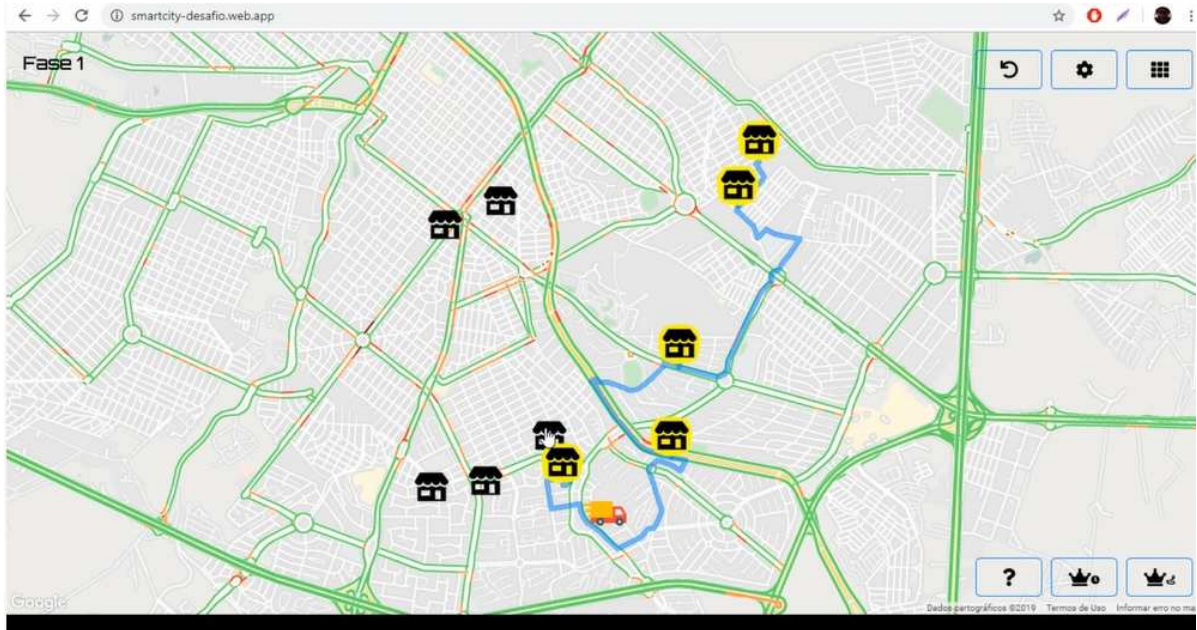 smartcity-desafio.web.app
Fase 1
?
Google
Dados cartográficos ©2019 Termos de Uso Informar erro no ma